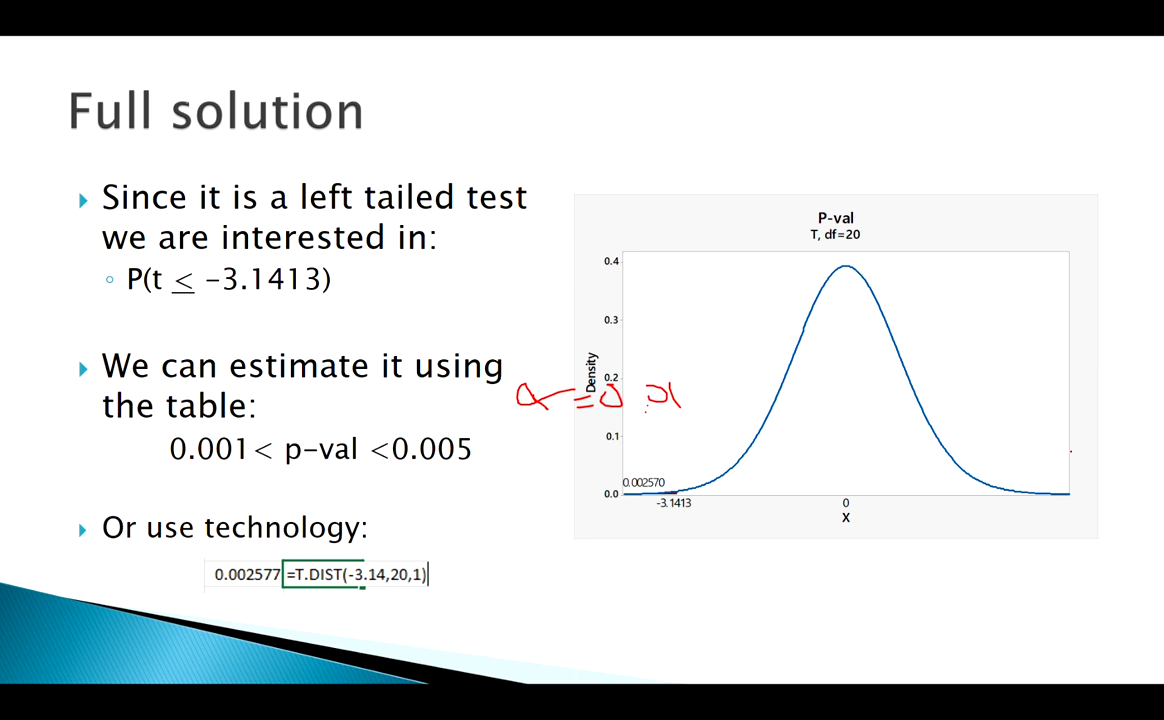 Full solution
Since it is a left tailed test
we are interested in:
P(t ≤ -3.1413)
We can estimate it using
the table:
0.001< p-val <0.005
Or use technology:
0.002577 =T.DIST(-3.14,20,1)
α=0.01
P-val
T, df=20
0.4
0.3
0.2
0.1
0.0
Density
0.002570
-3.1413
0
X